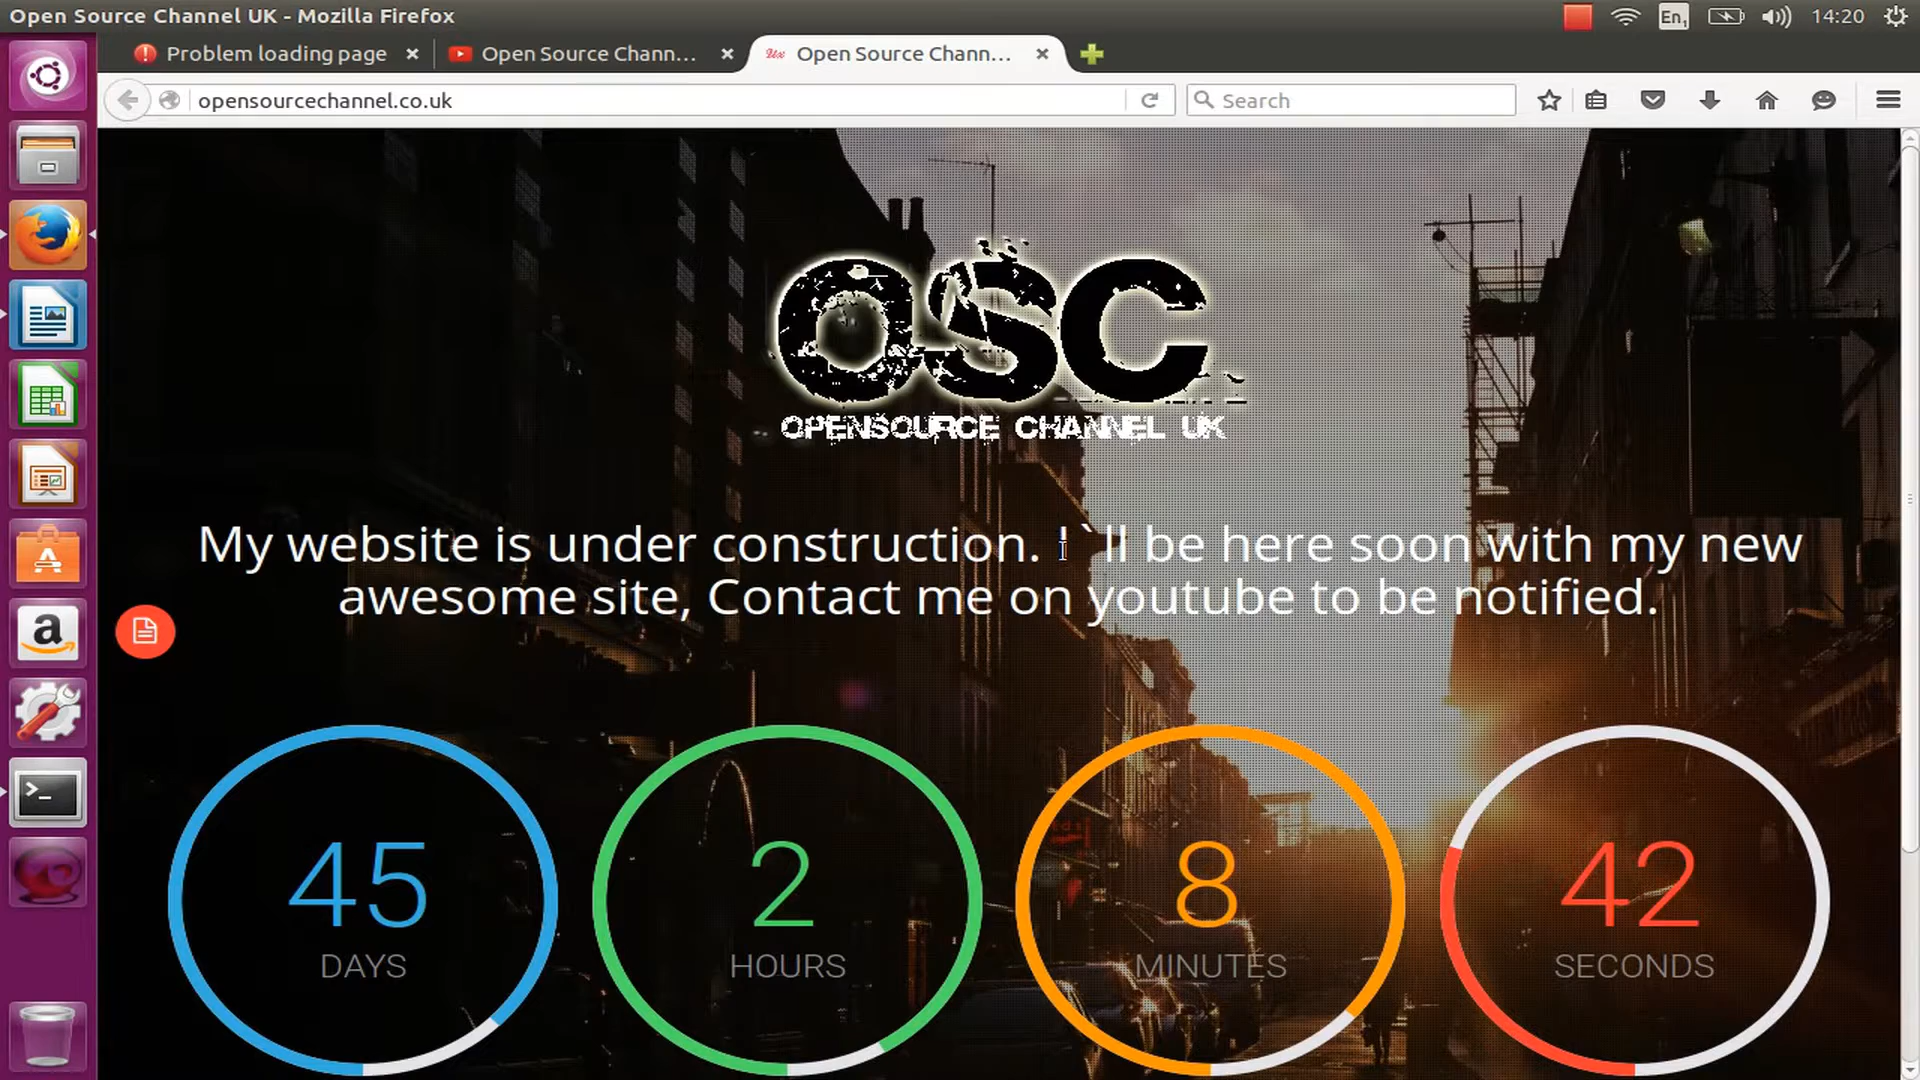 Open Source Channel UK - Mozilla Firefox
En1
14:20
Problem loading page
Open Source Chann...
Open Source Chann...
opensourcechannel.co.uk
Search
OSC
OPENSOURCE CHANNEL UK
My website is under construction. I `ll be here soon with my new
awesome site, Contact me on youtube to be notified.
45
2
8
42
DAYS
HOURS
MINUTES
SECONDS